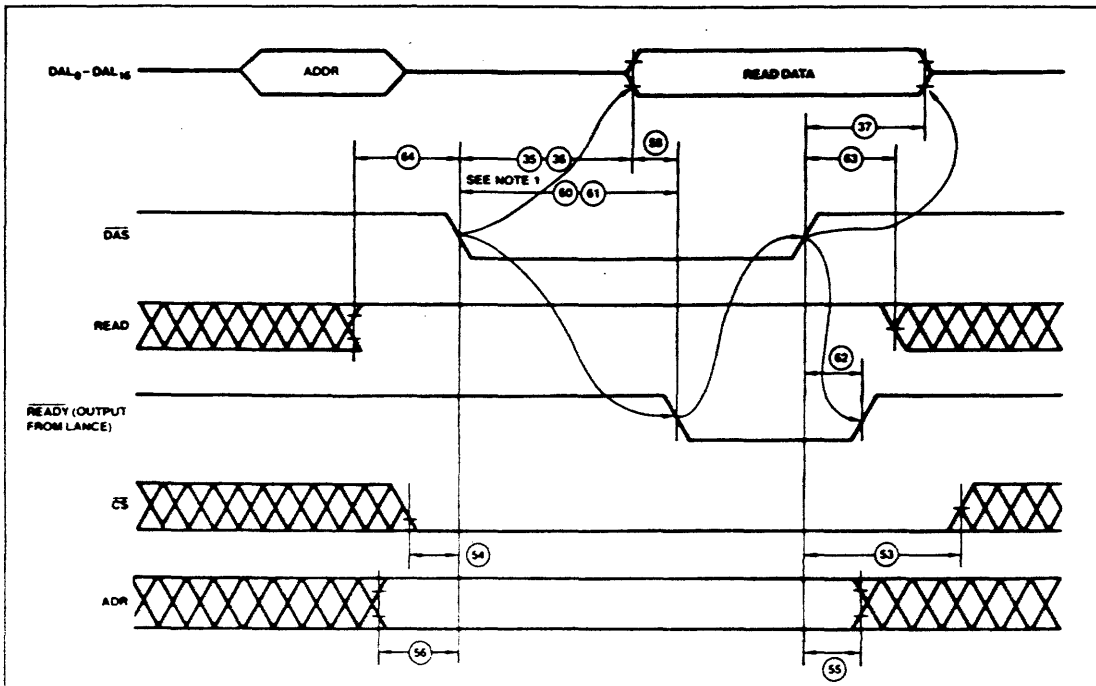 DAL₀ – DAL₁₅
ADDR
READ DATA
37
64
35 36
58
63
SEE NOTE 1
60 61
DAS
READ
62
READY (OUTPUT
FROM LANCE)
CS
54
53
ADR
56
55